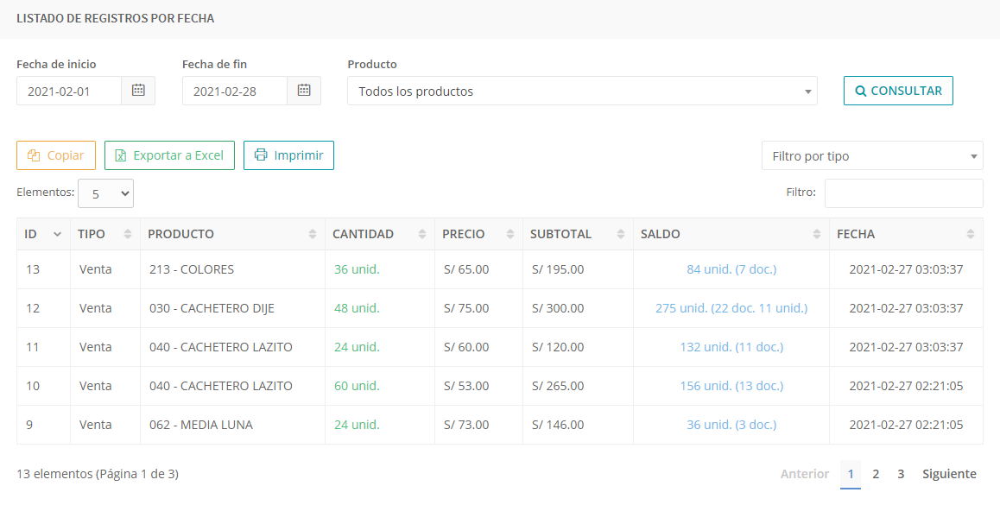 LISTADO DE REGISTROS POR FECHA
Fecha de inicio Fecha de fin Producto
2021-02-01 2021-02-28 Todos los productos CONSULTAR
Copiar Exportar a Excel Imprimir Filtro por tipo
Elementos: 5 Filtro:
ID TIPO PRODUCTO CANTIDAD PRECIO SUBTOTAL SALDO FECHA
13 Venta 213 - COLORES 36 unid. S/ 65.00 S/ 195.00 84 unid. (7 doc.) 2021-02-27 03:03:37
12 Venta 030 - CACHETERO DIJE 48 unid. S/ 75.00 S/ 300.00 275 unid. (22 doc. 11 unid.) 2021-02-27 03:03:37
11 Venta 040 - CACHETERO LAZITO 24 unid. S/ 60.00 S/ 120.00 132 unid. (11 doc.) 2021-02-27 03:03:37
10 Venta 040 - CACHETERO LAZITO 60 unid. S/ 53.00 S/ 265.00 156 unid. (13 doc.) 2021-02-27 02:21:05
9 Venta 062 - MEDIA LUNA 24 unid. S/ 73.00 S/ 146.00 36 unid. (3 doc.) 2021-02-27 02:21:05
13 elementos (Página 1 de 3) Anterior 1 2 3 Siguiente